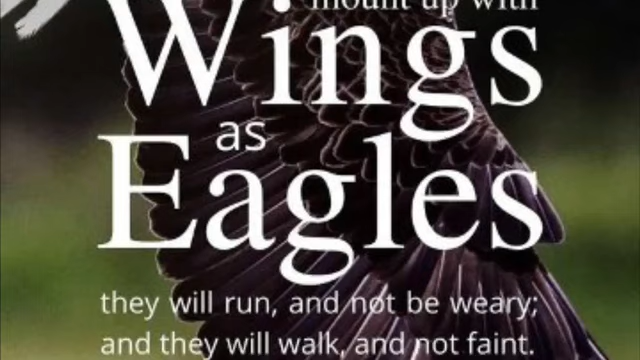 mount up with
Wings
as
Eagles
they will run, and not be weary;
and they will walk, and not faint.